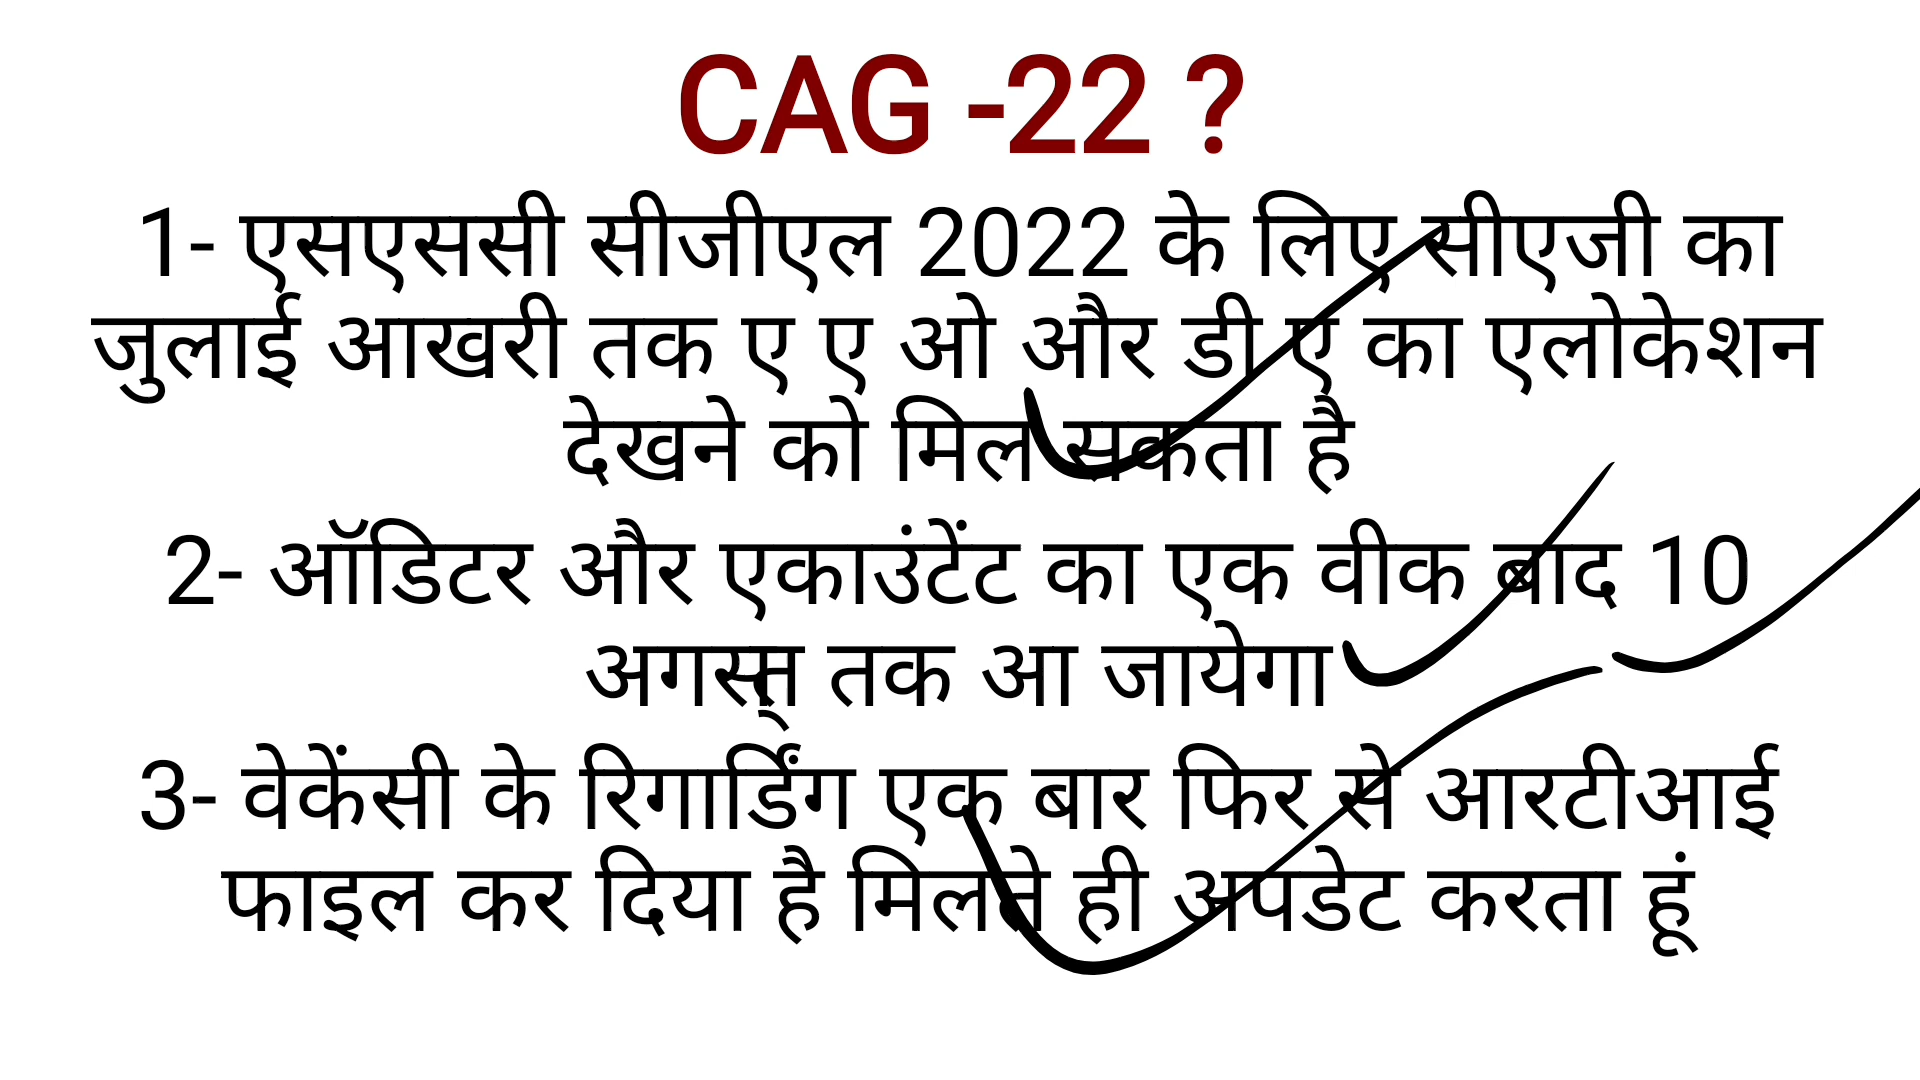 CAG -22 ?
1- एसएससी सीजीएल 2022 के लिए सीएजी का
जुलाई आखरी तक ए ए ओ और डी ए का एलोकेशन
देखने को मिल सकता है
2- ऑडिटर और एकाउंटेंट का एक वीक बाद 10
अगस्त तक आ जायेगा
3- वेकेंसी के रिगार्डिंग एक बार फिर से आरटीआई
फाइल कर दिया है मिलते ही अपडेट करता हूं